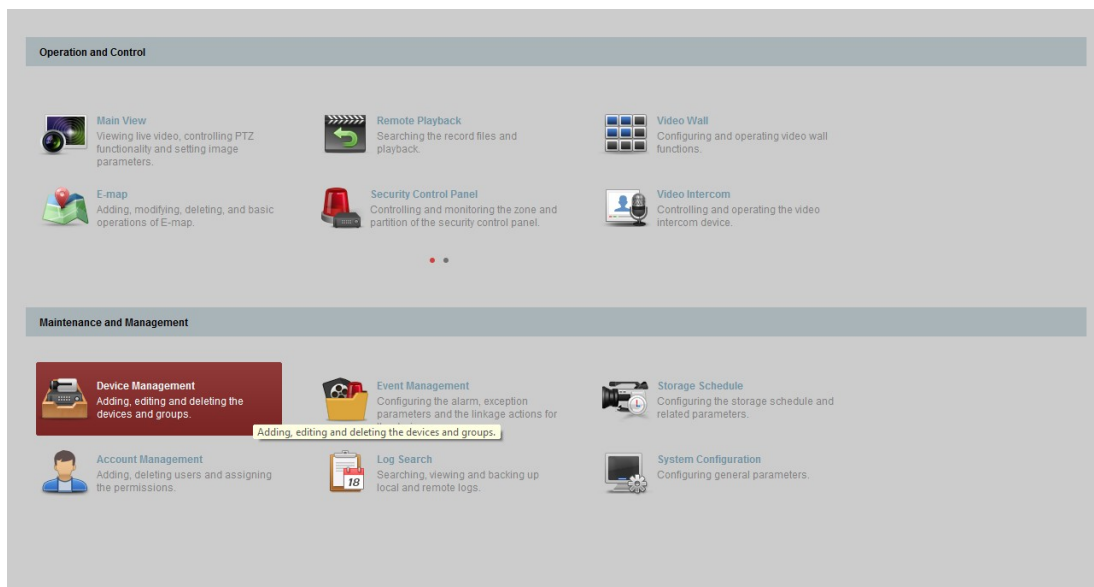 Operation and Control
Main View
Viewing live video, controlling PTZ
functionality and setting image
parameters.
Remote Playback
Searching the record files and
playback.
Video Wall
Configuring and operating video wall
functions.
E-map
Adding, modifying, deleting, and basic
operations of E-map.
Security Control Panel
Controlling and monitoring the zone and
partition of the security control panel.
Video Intercom
Controlling and operating the video
intercom device.
Maintenance and Management
Device Management
Adding, editing and deleting the
devices and groups.
Event Management
Configuring the alarm, exception
parameters and the linkage actions for
Storage Schedule
Configuring the storage schedule and
related parameters.
Adding, editing and deleting the devices and groups.
Account Management
Adding, deleting users and assigning
the permissions.
18
Log Search
Searching, viewing and backing up
local and remote logs.
System Configuration
Configuring general parameters.